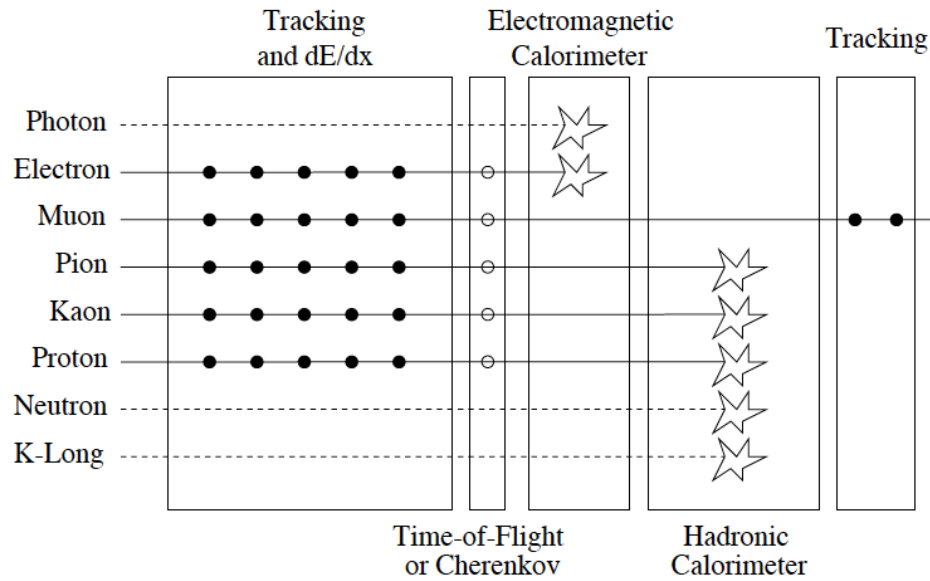 Tracking
and dE/dx
Electromagnetic
Calorimeter
Tracking
Photon
Electron
Muon
Pion
Kaon
Proton
Neutron
K-Long
Time-of-Flight
or Cherenkov
Hadronic
Calorimeter